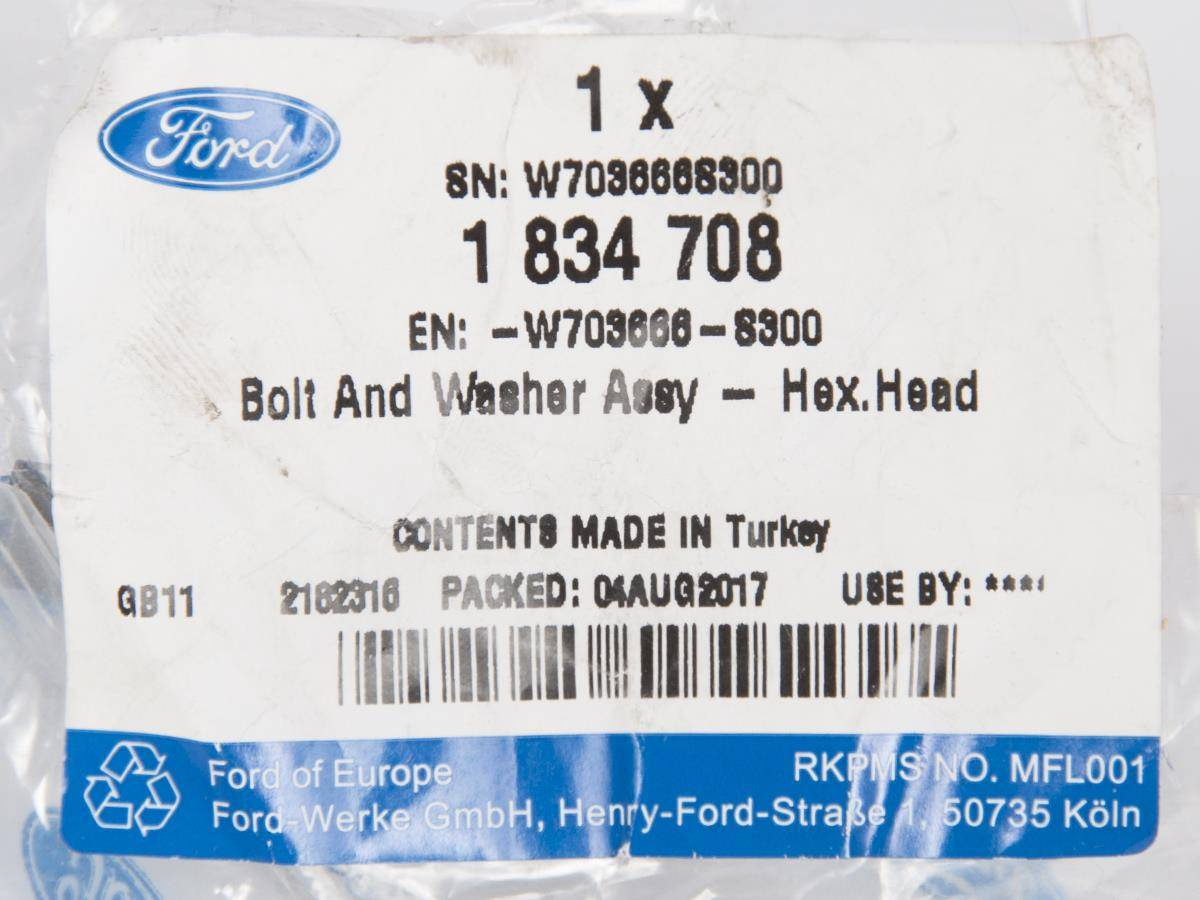 Ford
1 x
SN: W703666S300
1 834 708
EN: -W703666-S300
Bolt And Washer Assy - Hex.Head
CONTENTS MADE IN Turkey
GB11 2162316 PACKED: 04AUG2017 USE BY: ****
Ford of Europe RKPMS NO. MFL001
Ford-Werke GmbH, Henry-Ford-Straße 1, 50735 Köln